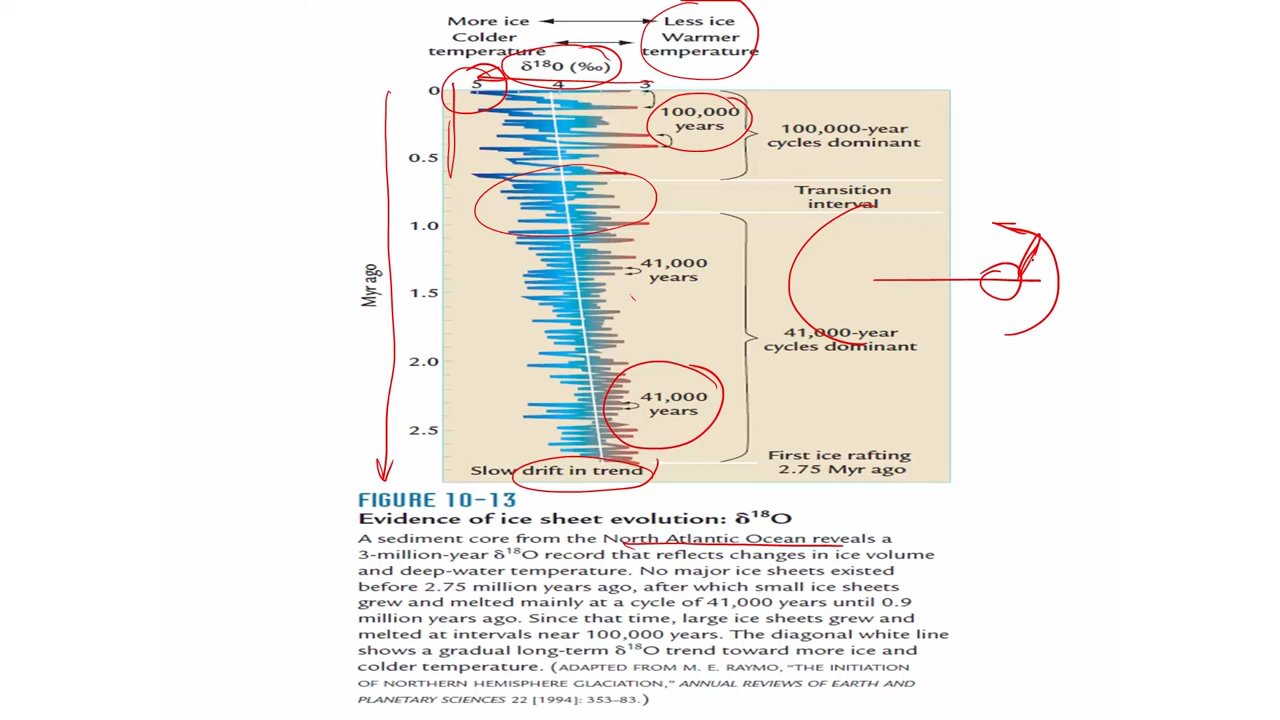 More ice Less ice
Colder Warmer
temperature temperature
δ¹⁸0 (‰)
5 4 3
0
100,000
years
100,000-year
cycles dominant
0.5
Transition
interval
1.0
41,000
years
Myr ago
1.5
41,000-year
cycles dominant
2.0
41,000
years
2.5
First ice rafting
2.75 Myr ago
Slow drift in trend
FIGURE 10-13
Evidence of ice sheet evolution: δ¹⁸O
A sediment core from the North Atlantic Ocean reveals a
3-million-year δ¹⁸O record that reflects changes in ice volume
and deep-water temperature. No major ice sheets existed
before 2.75 million years ago, after which small ice sheets
grew and melted mainly at a cycle of 41,000 years until 0.9
million years ago. Since that time, large ice sheets grew and
melted at intervals near 100,000 years. The diagonal white line
shows a gradual long-term δ¹⁸O trend toward more ice and
colder temperature. (ADAPTED FROM M. E. RAYMO, "THE INITIATION
OF NORTHERN HEMISPHERE GLACIATION," ANNUAL REVIEWS OF EARTH AND
PLANETARY SCIENCES 22 [1994]: 353-83.)